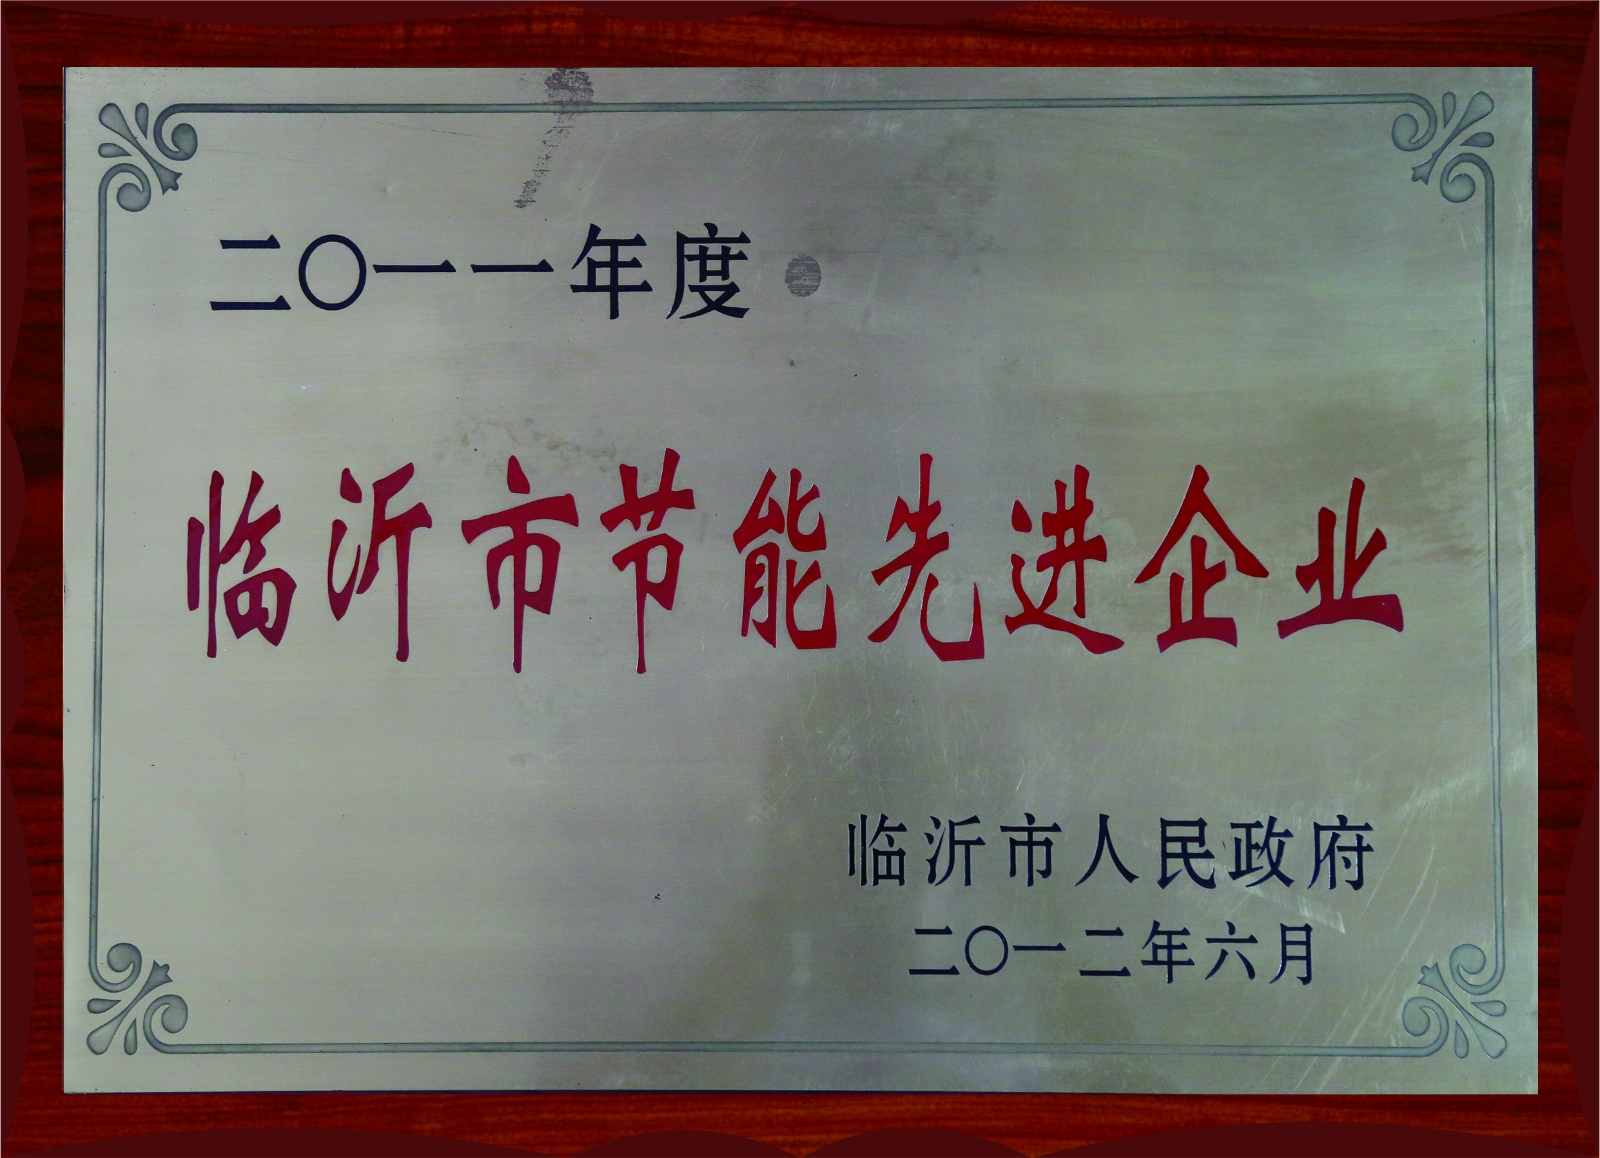 二〇一一年度
临沂市节能先进企业
临沂市人民政府
二〇一二年六月